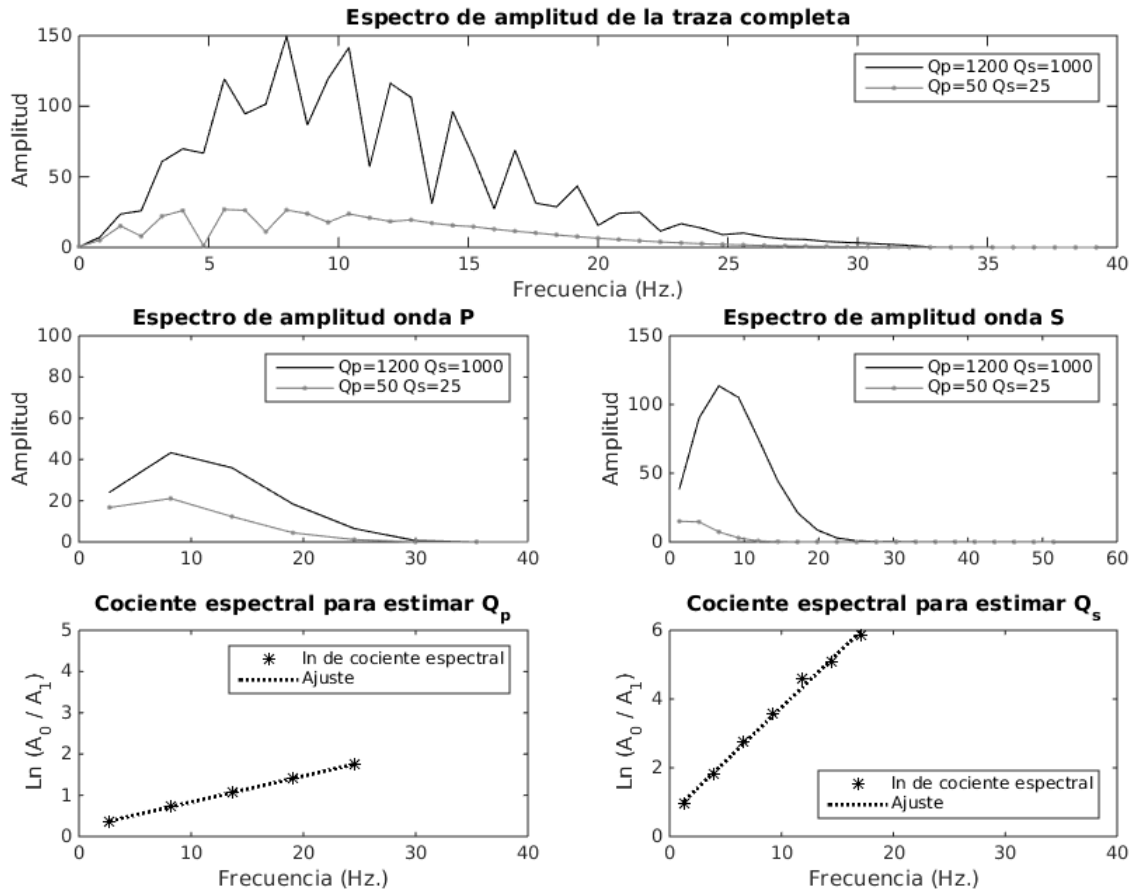 Espectro de amplitud de la traza completa
150
100
50
0
Amplitud
Qp=1200 Qs=1000
Qp=50 Qs=25
0 5 10 15 20 25 30 35 40
Frecuencia (Hz.)
Espectro de amplitud onda P
100
80
60
40
20
0
Amplitud
Qp=1200 Qs=1000
Qp=50 Qs=25
0 10 20 30 40
Espectro de amplitud onda S
150
100
50
0
Amplitud
Qp=1200 Qs=1000
Qp=50 Qs=25
0 10 20 30 40 50 60
Cociente espectral para estimar Qp
5
4
3
2
1
0
Ln (A0 / A1)
ln de cociente espectral
Ajuste
0 10 20 30 40
Frecuencia (Hz.)
Cociente espectral para estimar Qs
6
4
2
0
Ln (A0 / A1)
ln de cociente espectral
Ajuste
0 10 20 30 40
Frecuencia (Hz.)